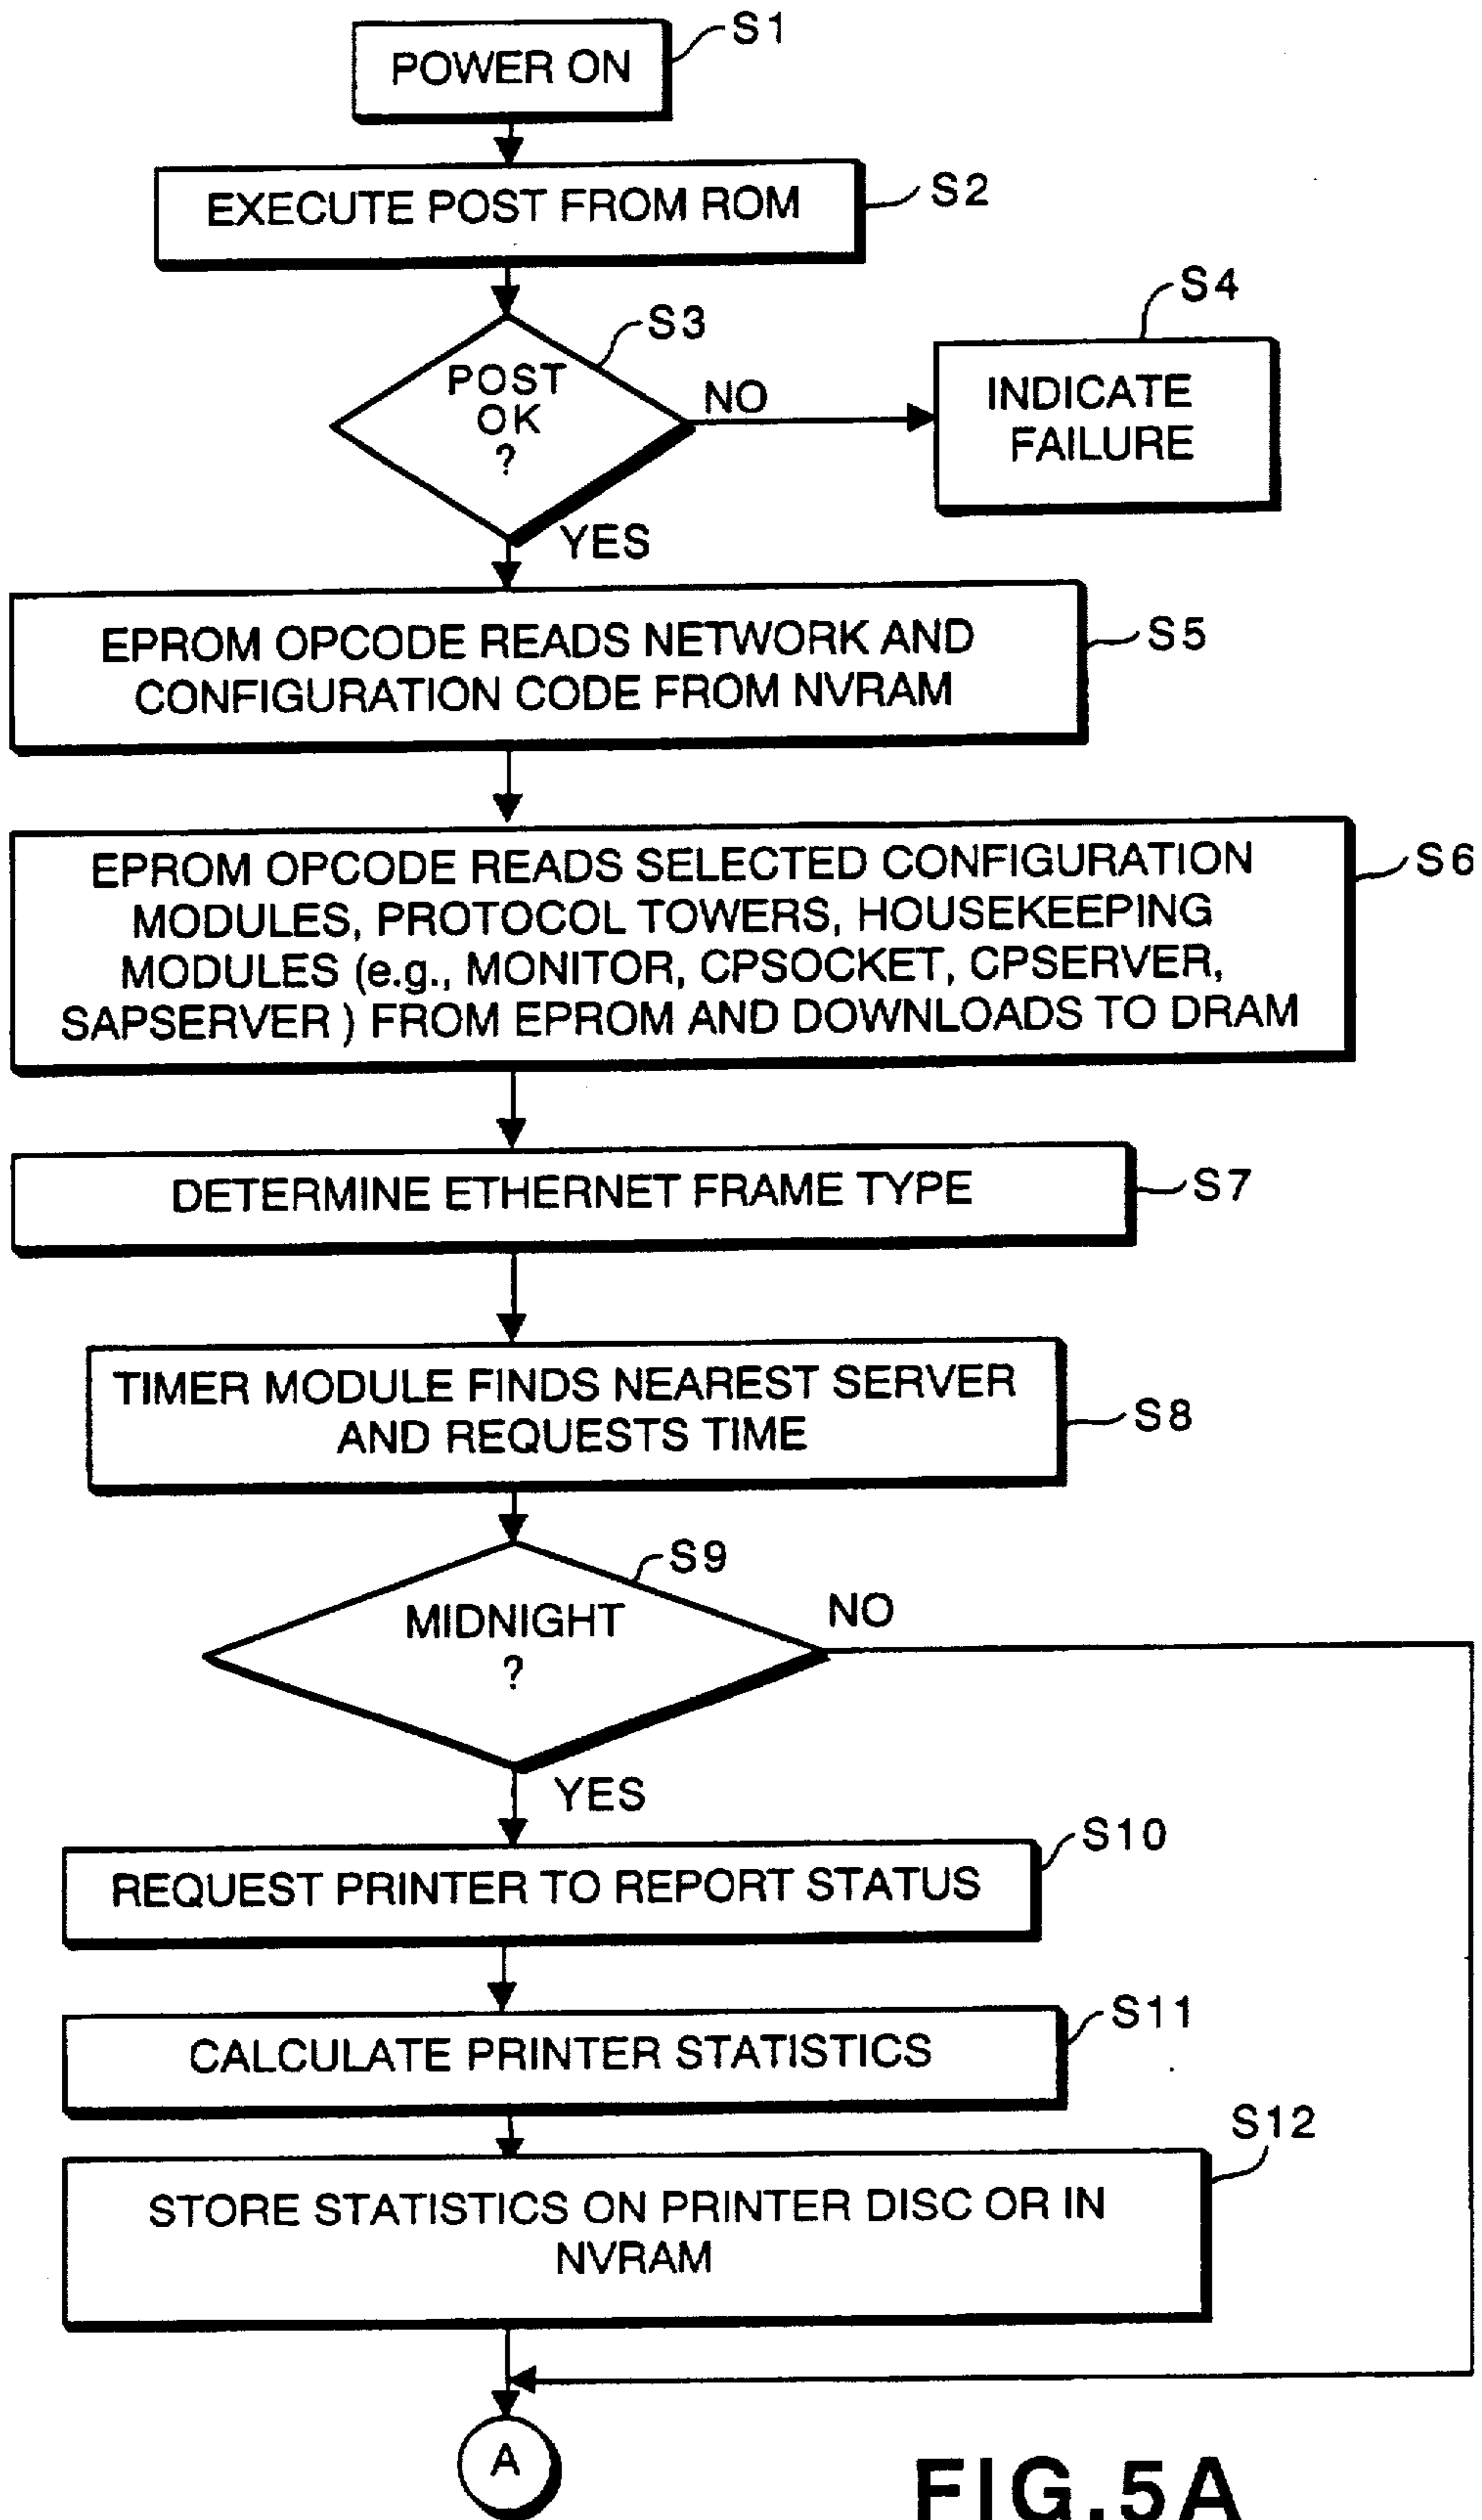 S1
POWER ON
EXECUTE POST FROM ROM
S2
S3
S4
POST
OK
?
NO
INDICATE
FAILURE
YES
EPROM OPCODE READS NETWORK AND
CONFIGURATION CODE FROM NVRAM
S5
EPROM OPCODE READS SELECTED CONFIGURATION
MODULES, PROTOCOL TOWERS, HOUSEKEEPING
MODULES (e.g., MONITOR, CPSOCKET, CPSERVER,
SAPSERVER ) FROM EPROM AND DOWNLOADS TO DRAM
S6
DETERMINE ETHERNET FRAME TYPE
S7
TIMER MODULE FINDS NEAREST SERVER
AND REQUESTS TIME
S8
S9
MIDNIGHT
?
NO
YES
S10
REQUEST PRINTER TO REPORT STATUS
S11
CALCULATE PRINTER STATISTICS
S12
STORE STATISTICS ON PRINTER DISC OR IN
NVRAM
A
FIG.5A